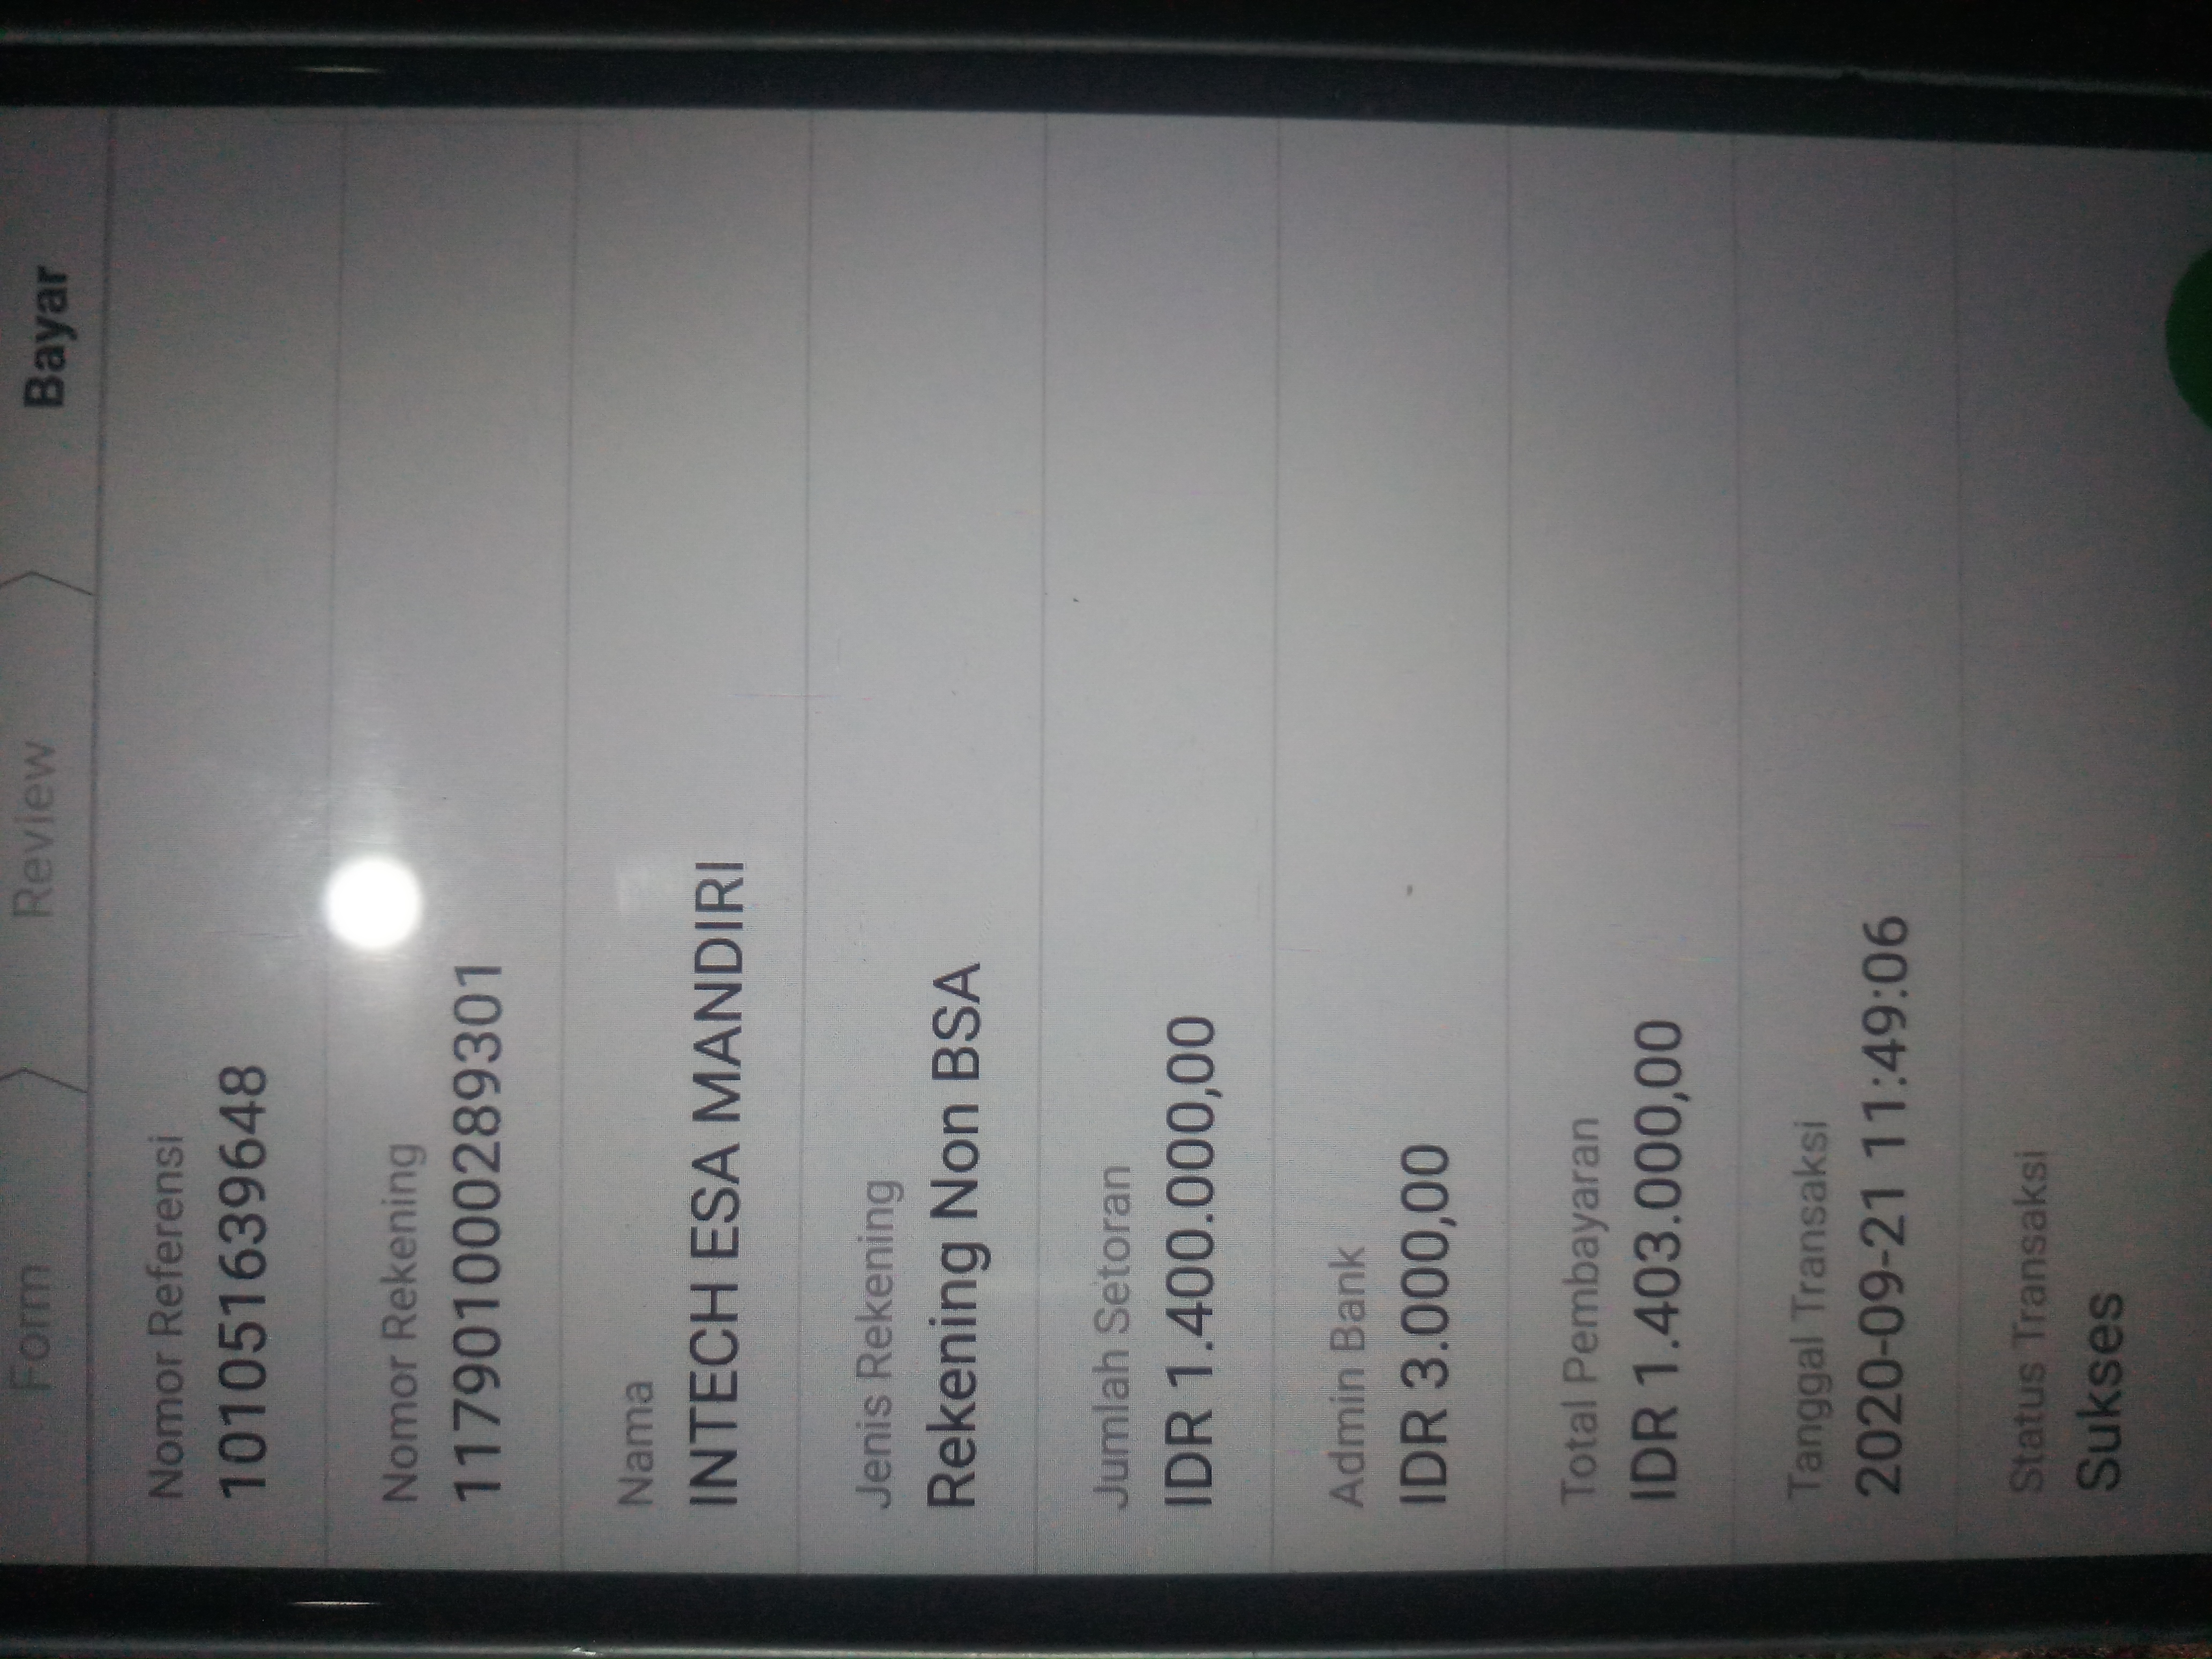 Form
Review
Bayar
Nomor Referensi
101051639648
Nomor Rekening
117901000289301
Nama
INTECH ESA MANDIRI
Jenis Rekening
Rekening Non BSA
Jumlah Setoran
IDR 1.400.000,00
Admin Bank
IDR 3.000,00
Total Pembayaran
IDR 1.403.000,00
Tanggal Transaksi
2020-09-21 11:49:06
Status Transaksi
Sukses